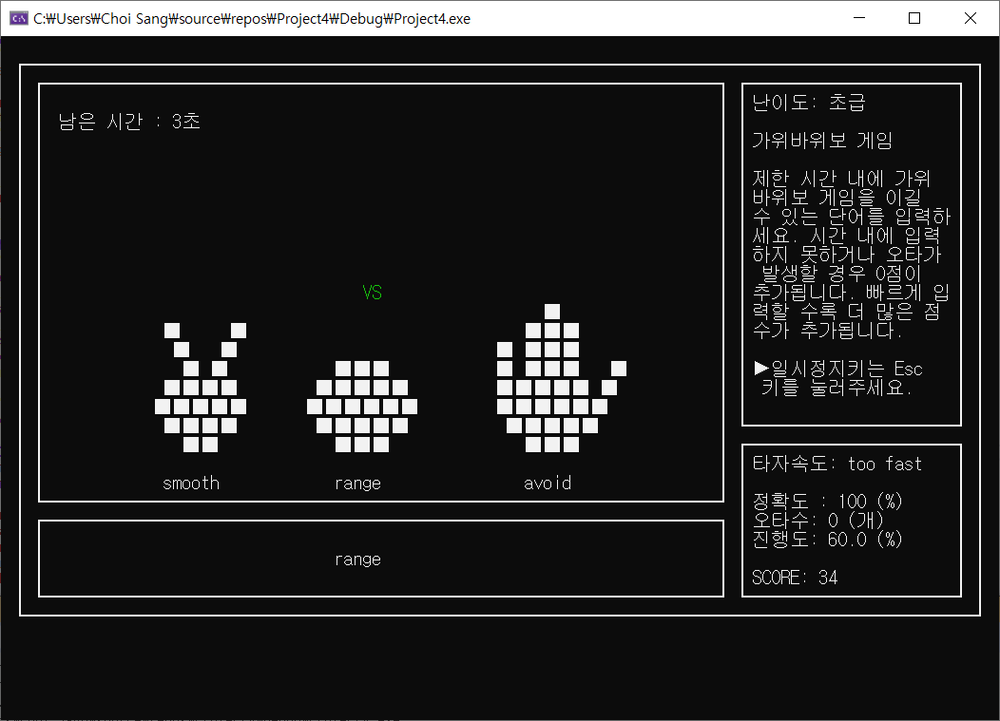 C:₩Users₩Choi Sang₩source₩repos₩Project4₩Debug₩Project4.exe
남은 시간 : 3초
VS
smooth range avoid
range
난이도: 초급
가위바위보 게임
제한 시간 내에 가위
바위보 게임을 이길
수 있는 단어를 입력하
세요. 시간 내에 입력
하지 못하거나 오타가
발생할 경우 0점이
추가됩니다. 빠르게 입
력할 수록 더 많은 점
수가 추가됩니다.
▶일시정지키는 Esc
키를 눌러주세요.
타자속도: too fast
정확도 : 100 (%)
오타수: 0 (개)
진행도: 60.0 (%)
SCORE: 34